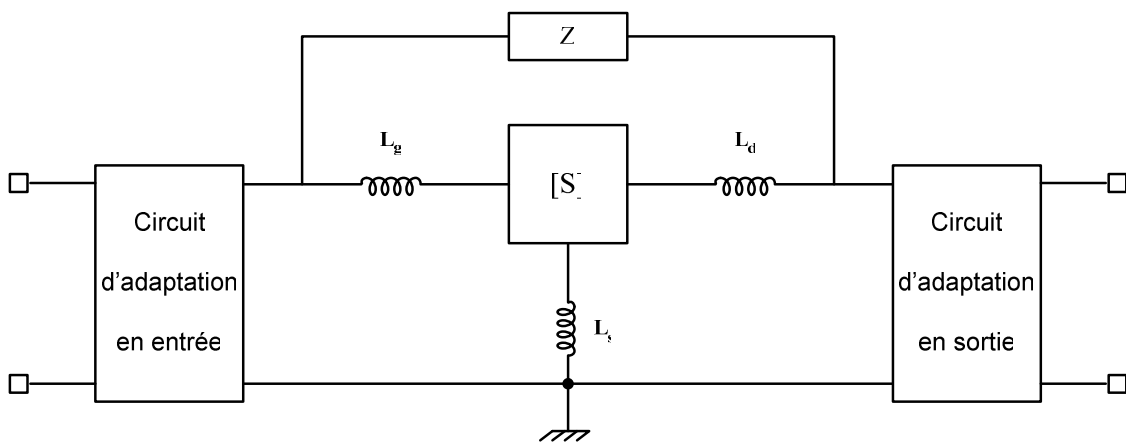 Z
Lg
Ld
[S]
Ls
Circuit
d'adaptation
en entrée
Circuit
d'adaptation
en sortie